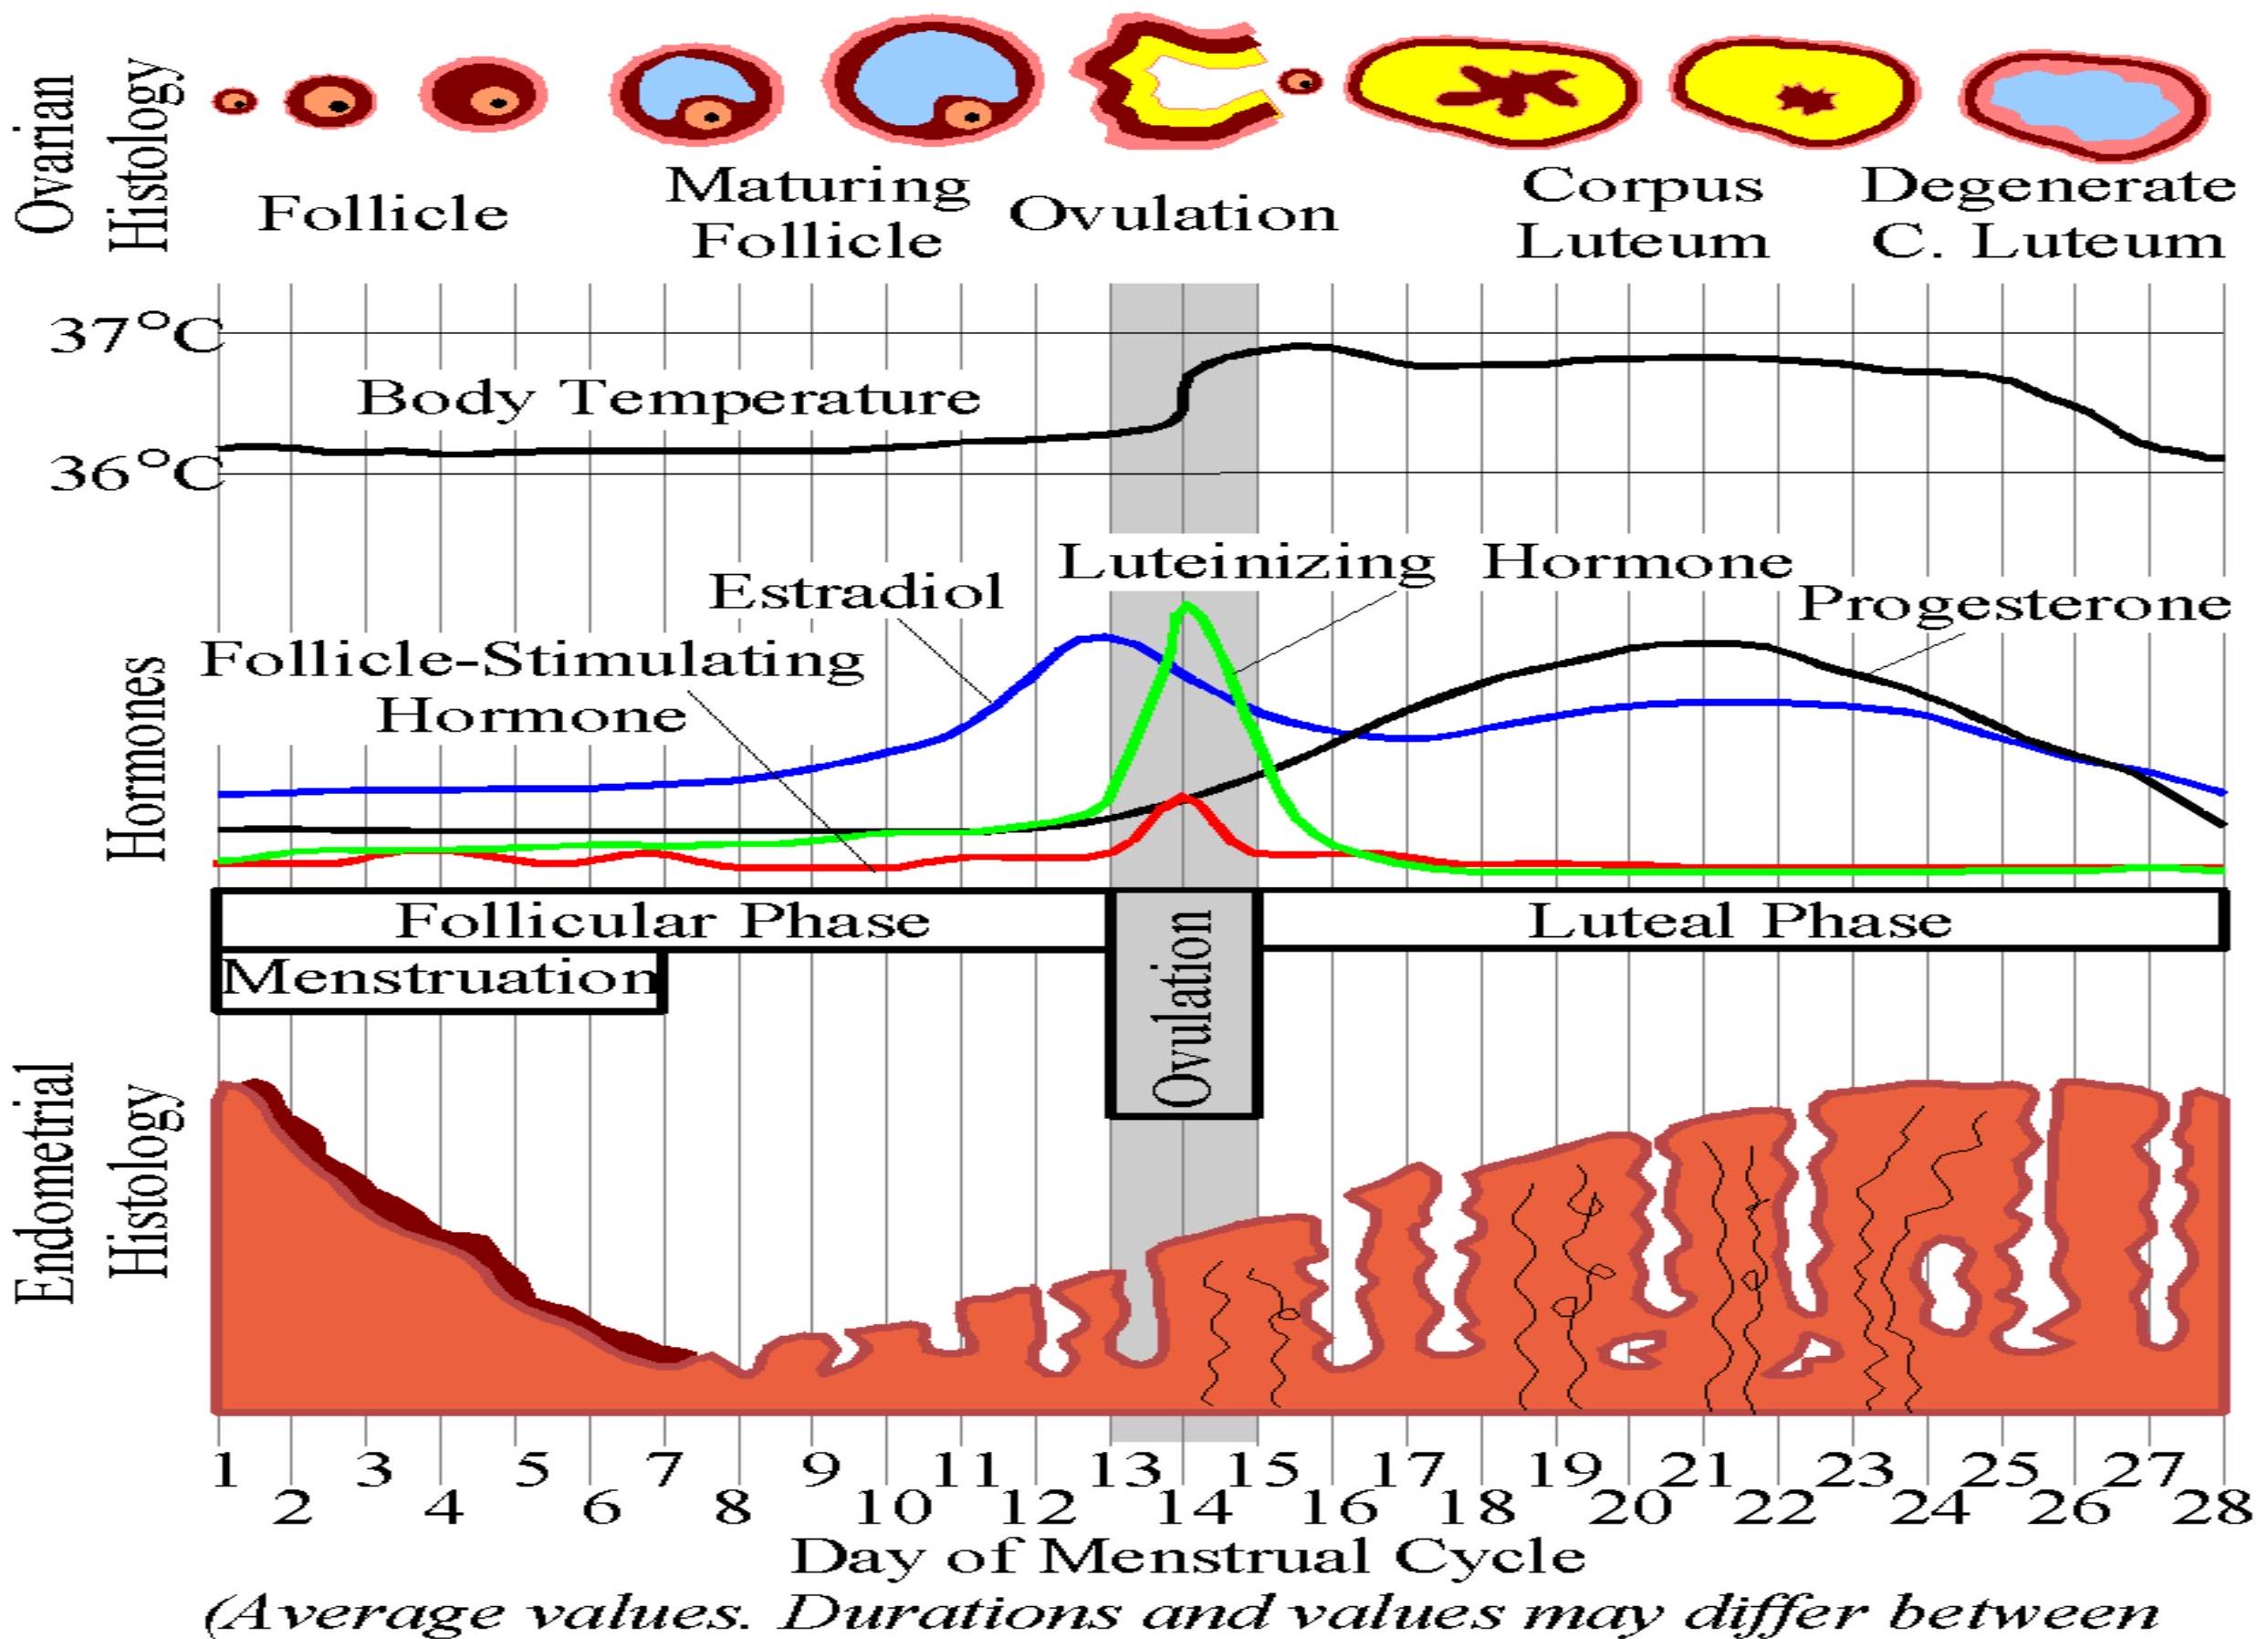 Ovarian
Histology
Follicle
Maturing
Follicle
Ovulation
Corpus
Luteum
Degenerate
C. Luteum
37°C
Body Temperature
36°C
Hormones
Luteinizing Hormone
Estradiol
Progesterone
Follicle-Stimulating
Hormone
Follicular Phase
Ovulation
Luteal Phase
Menstruation
Endometrial
Histology
1 3 5 7 9 11 13 15 17 19 21 23 25 27
2 4 6 8 10 12 14 16 18 20 22 24 26 28
Day of Menstrual Cycle
(Average values. Durations and values may differ between